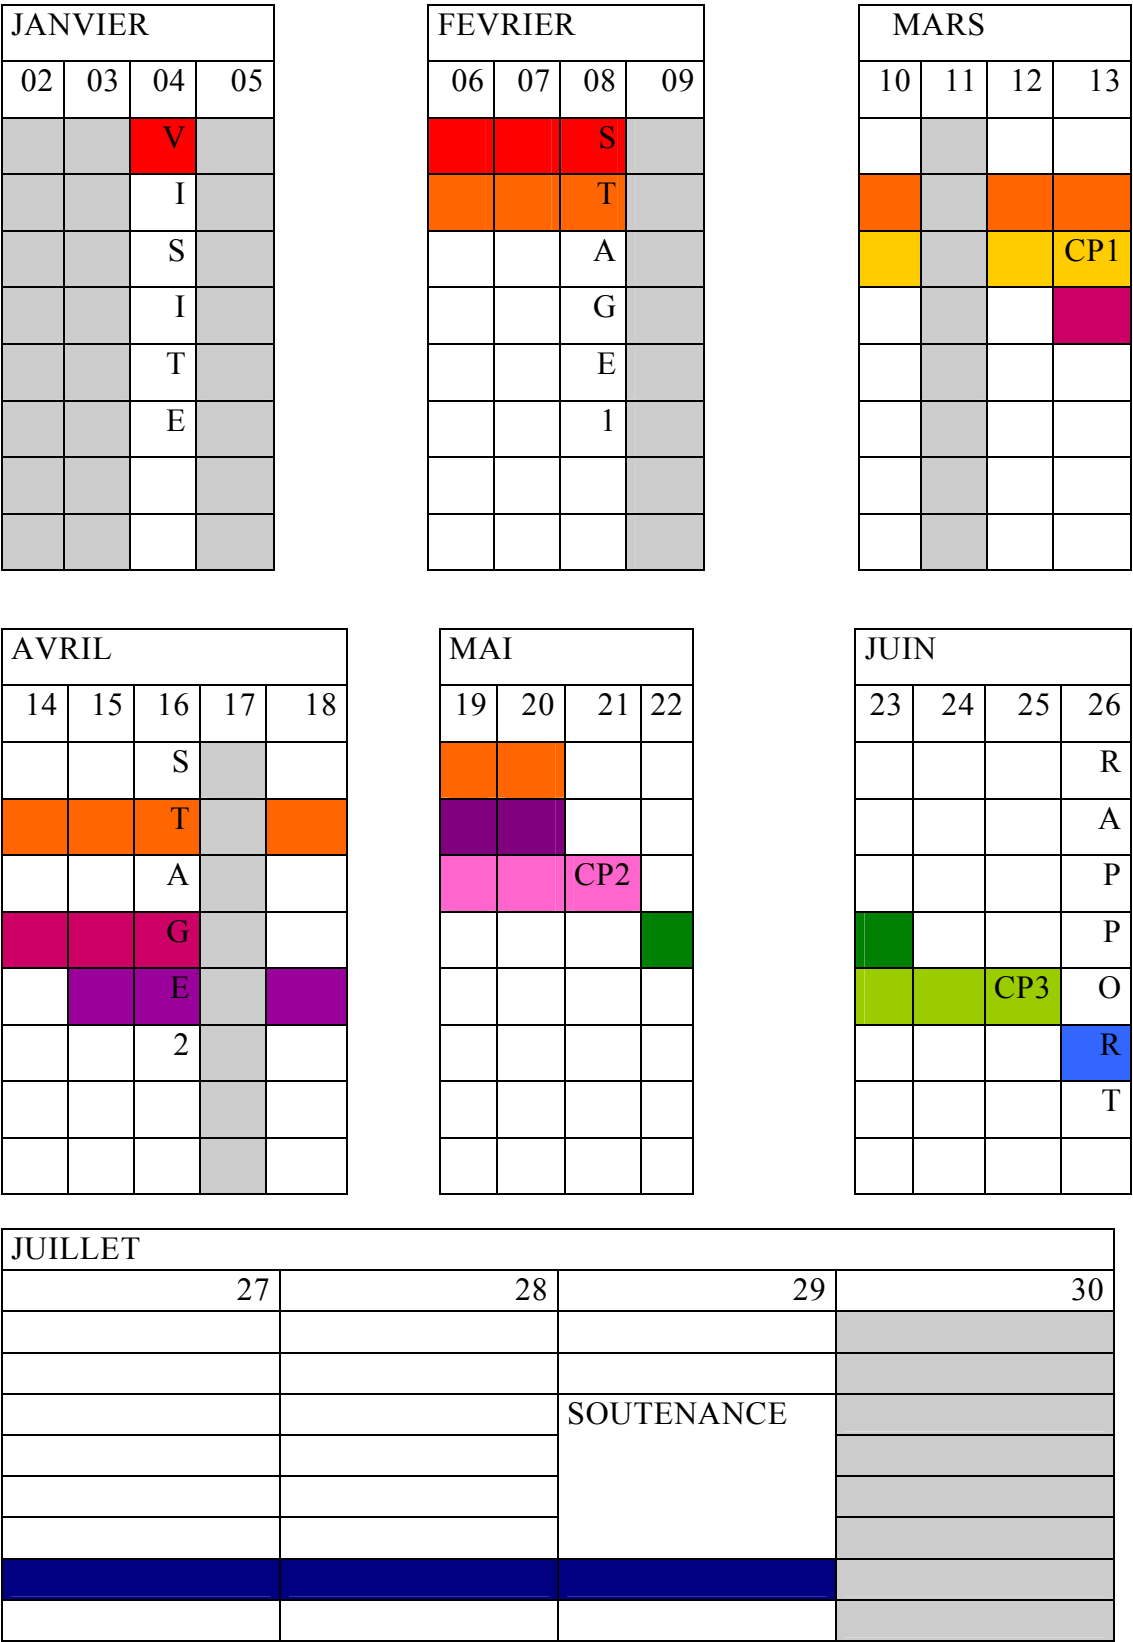 JANVIER
02 03 04 05
V
I
S
I
T
E
FEVRIER
06 07 08 09
S
T
A
G
E
1
MARS
10 11 12 13
CP1
AVRIL
14 15 16 17 18
S
T
A
G
E
2
MAI
19 20 21 22
CP2
JUIN
23 24 25 26
R
A
P
P
CP3 O
R
T
JUILLET
27 28 29 30
SOUTENANCE